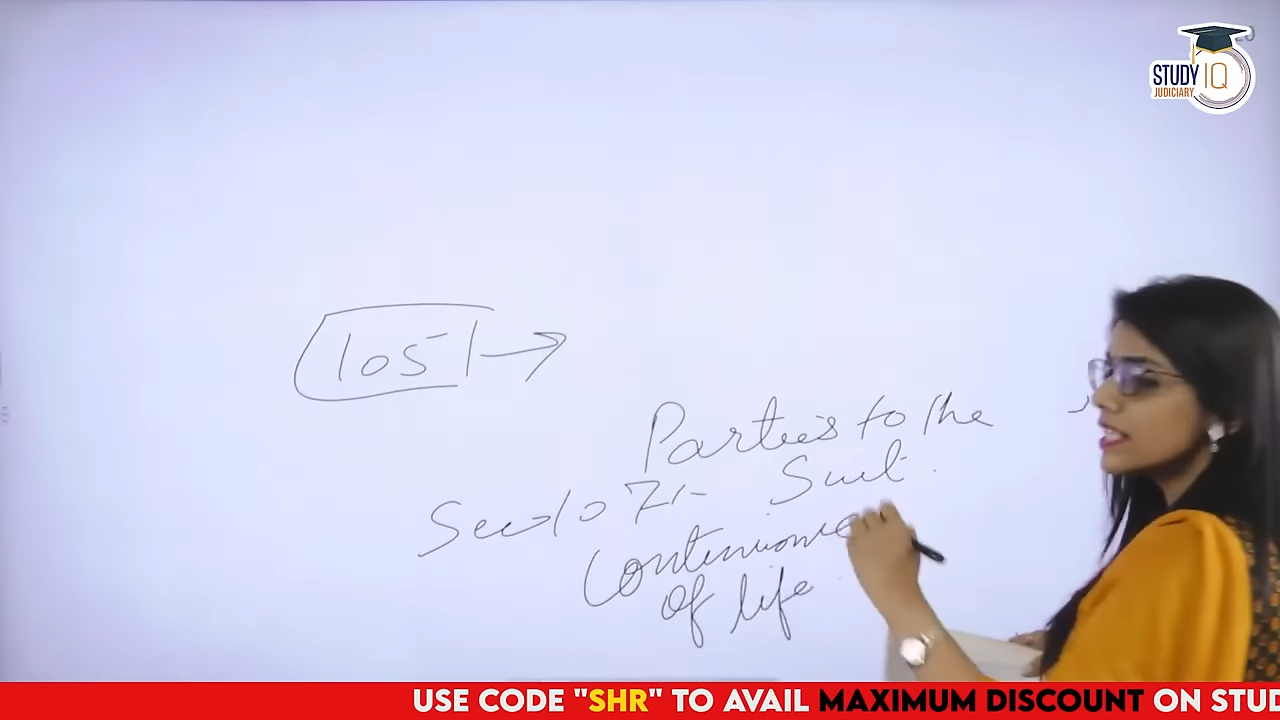 STUDY IQ
JUDICIARY
105 →
Parties to the
Suit.
Sec 107:-
Continuance
of life
USE CODE "SHR" TO AVAIL MAXIMUM DISCOUNT ON STUD